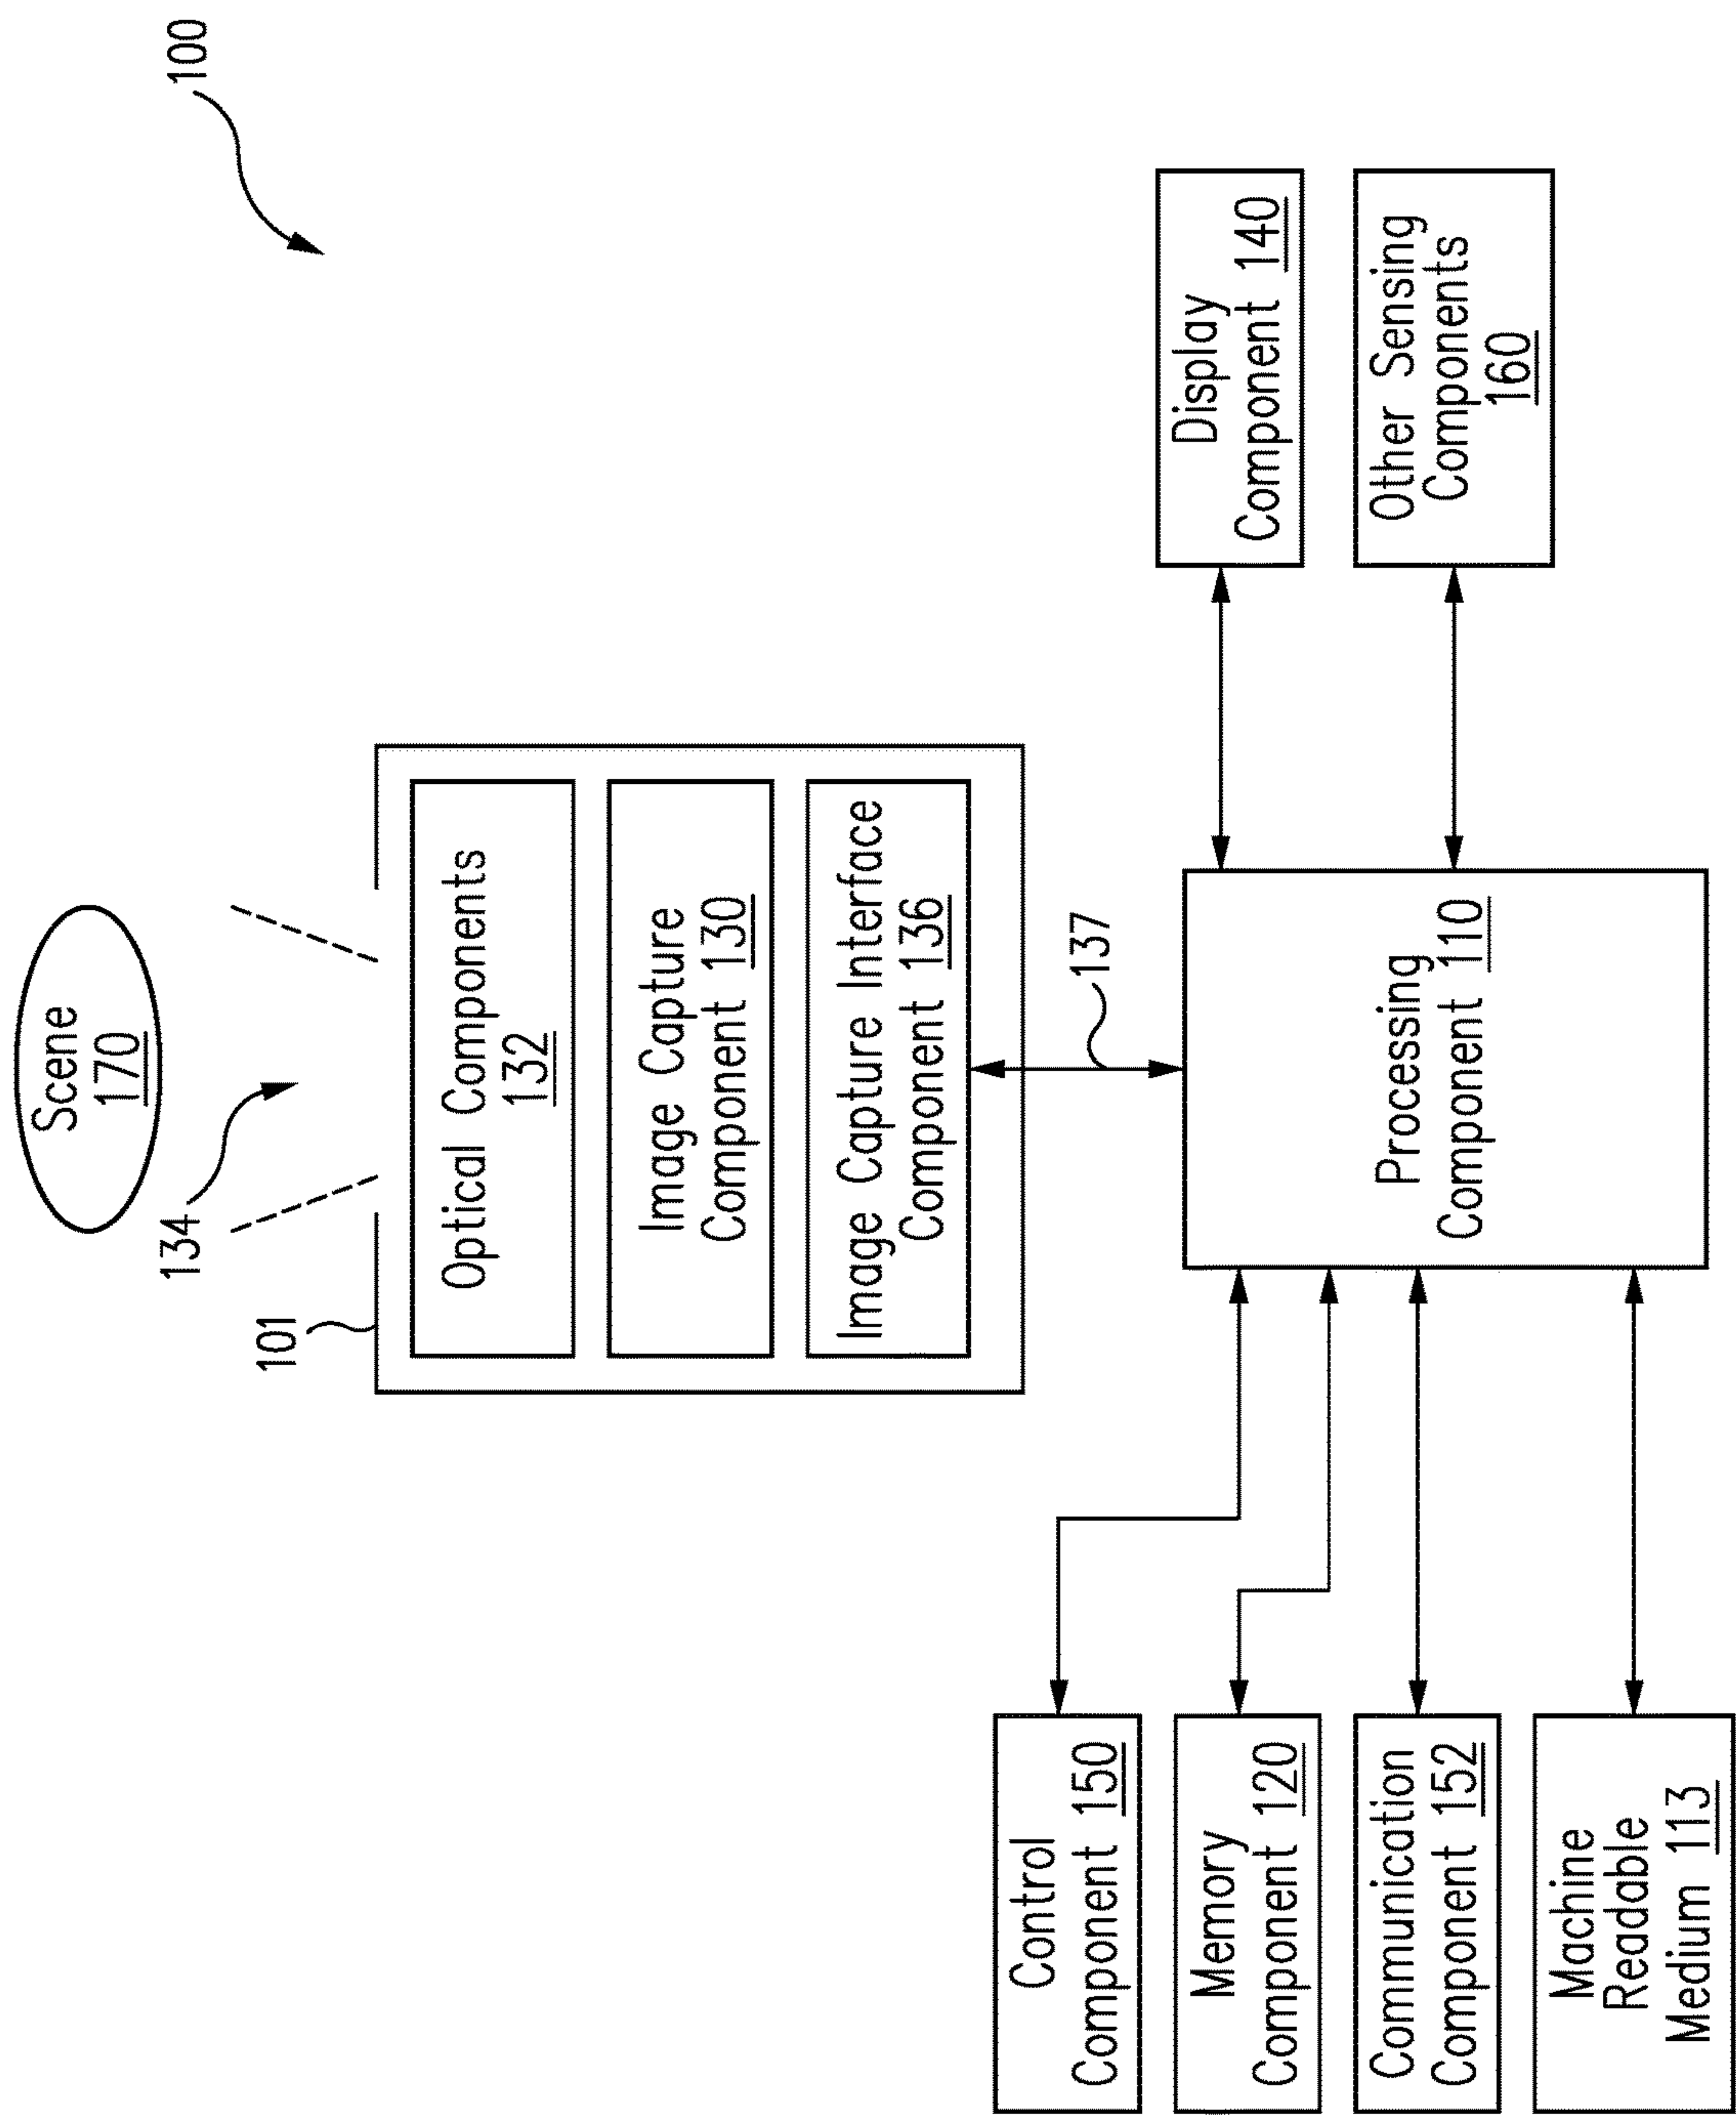 100
Scene
170
134
101
Optical Components
132
Image Capture
Component 130
Image Capture Interface
Component 136
137
Control
Component 150
Memory
Component 120
Communication
Component 152
Machine
Readable
Medium 113
Processing
Component 110
Display
Component 140
Other Sensing
Components
160